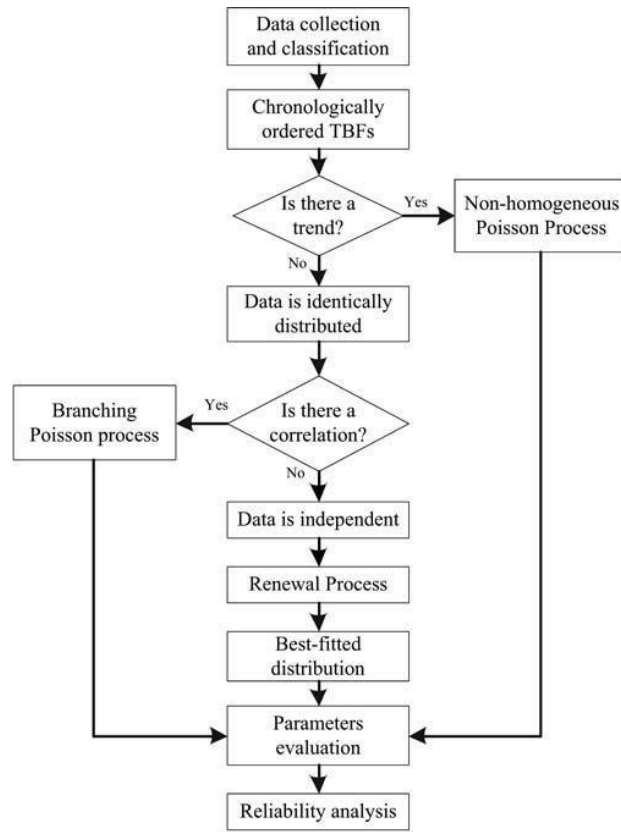 Data collection
and classification
Chronologically
ordered TBFs
Is there a
trend?
Yes
Non-homogeneous
Poisson Process
No
Data is identically
distributed
Branching
Poisson process
Yes
Is there a
correlation?
No
Data is independent
Renewal Process
Best-fitted
distribution
Parameters
evaluation
Reliability analysis